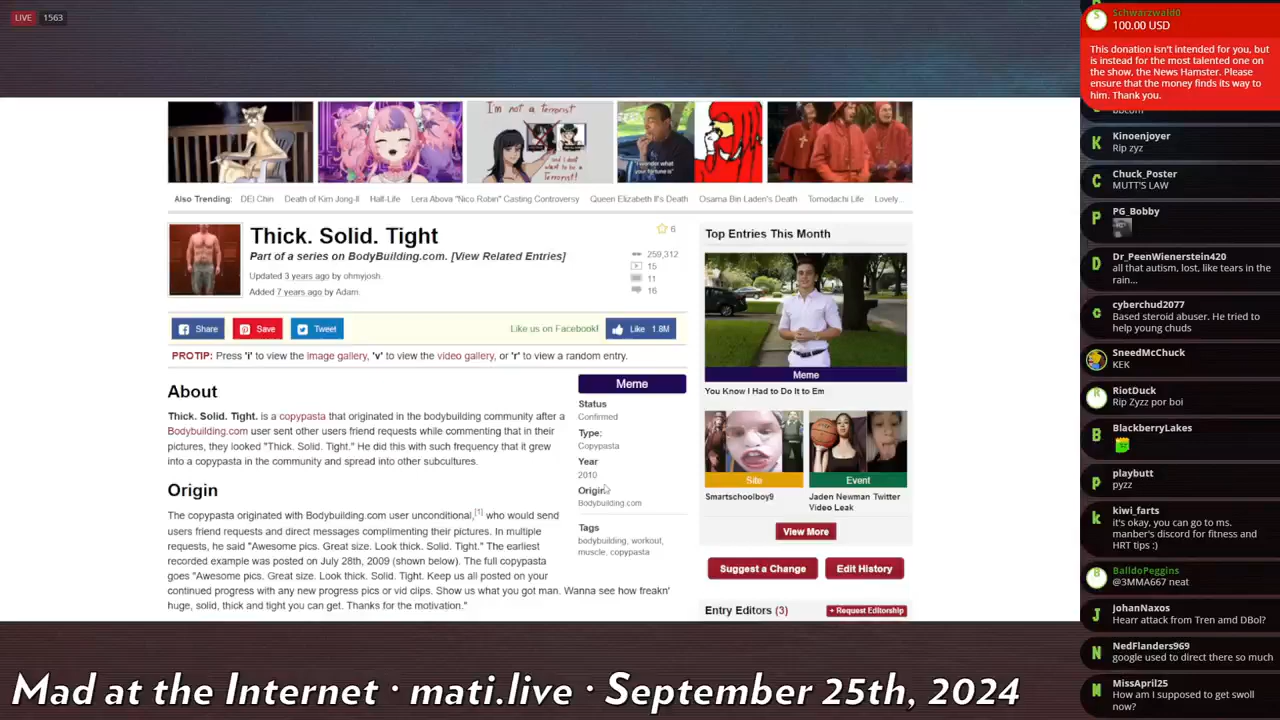 LIVE 1563
I'm not a terrorist
Also Trending: DEI Chin Death of Kim Jong-Il Half-Life Lera Abova "Nico Robin" Casting Controversy Queen Elizabeth II's Death Osama Bin Laden's Death Tomodachi Life Lovely...
Thick. Solid. Tight
6
Part of a series on BodyBuilding.com. [View Related Entries]
Updated 3 years ago by ohmyjosh.
Added 7 years ago by Adam.
259,312
15
11
16
Share
Save
Tweet
Like us on Facebook!
Like 1.8M
PROTIP: Press 'i' to view the image gallery, 'v' to view the video gallery, or 'r' to view a random entry.
About
Thick. Solid. Tight. is a copypasta that originated in the bodybuilding community after a
Bodybuilding.com user sent other users friend requests while commenting that in their
pictures, they looked "Thick. Solid. Tight." He did this with such frequency that it grew
into a copypasta in the community and spread into other subcultures.
Origin
The copypasta originated with Bodybuilding.com user unconditional,[1] who would send
users friend requests and direct messages complimenting their pictures. In multiple
requests, he said "Awesome pics. Great size. Look thick. Solid. Tight." The earliest
recorded example was posted on July 28th, 2009 (shown below). The full copypasta
goes "Awesome pics. Great size. Look thick. Solid. Tight. Keep us all posted on your
continued progress with any new progress pics or vid clips. Show us what you got man. Wanna see how freakn'
huge, solid, thick and tight you can get. Thanks for the motivation."
Meme
Status
Confirmed
Type:
Copypasta
Year
2010
Origin
Bodybuilding.com
Tags
bodybuilding, workout,
muscle, copypasta
Top Entries This Month
Meme
You Know I Had to Do It to Em
Site
Smartschoolboy9
Event
Jaden Newman Twitter
Video Leak
View More
Suggest a Change
Edit History
Entry Editors (3)
+ Request Editorship
Schwarzwald0
100.00 USD
This donation isn't intended for you, but
is instead for the most talented one on
the show, the News Hamster. Please
ensure that the money finds its way to
him. Thank you.
Kinoenjoyer
Rip zyz
Chuck_Poster
MUTT'S LAW
PG_Bobby
Dr_PeenWienerstein420
all that autism, lost, like tears in the
rain...
cyberchud2077
Based steroid abuser. He tried to
help young chuds
SneedMcChuck
KEK
RiotDuck
Rip Zyzz por boi
BlackberryLakes
playbutt
pyzz
kiwi_farts
it's okay, you can go to ms.
manber's discord for fitness and
HRT tips :)
BalldoPeggins
@3MMA667 neat
JohanNaxos
Hearr attack from Tren amd DBol?
NedFlanders969
google used to direct there so much
MissApril25
How am I supposed to get swoll
now?
Mad at the Internet · mati.live · September 25th, 2024